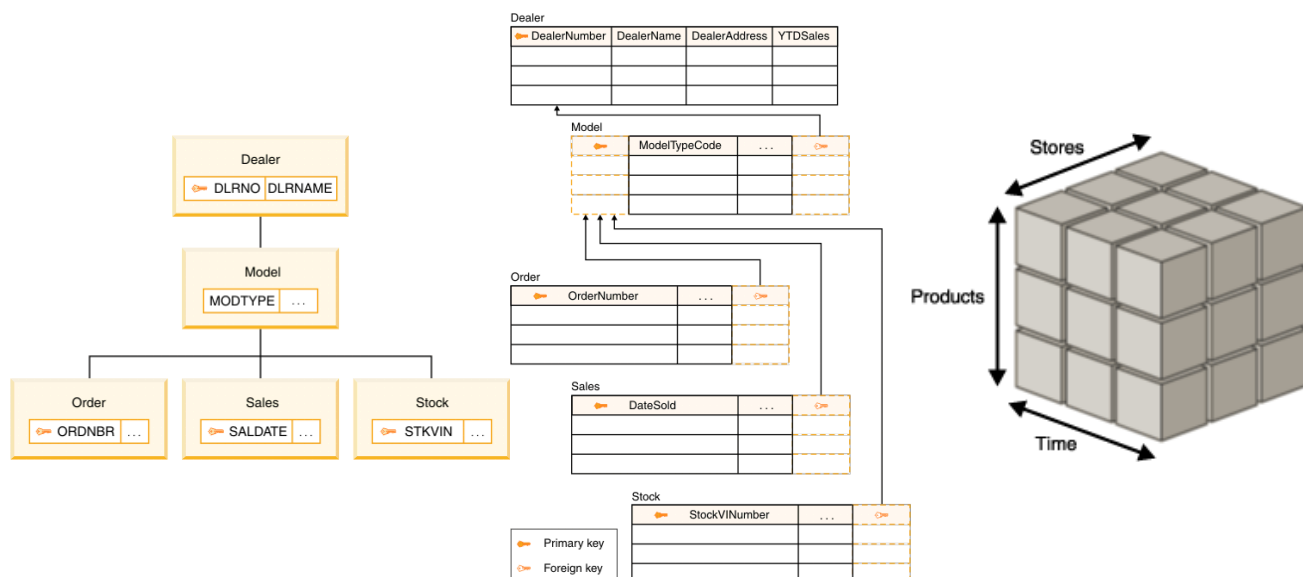 Dealer
DLRNO DLRNAME
Model
MODTYPE ...
Order
ORDNBR ...
Sales
SALDATE ...
Stock
STKVIN ...
Dealer
DealerNumber DealerName DealerAddress YTDSales
Model
ModelTypeCode ...
Order
OrderNumber ...
Sales
DateSold ...
Stock
StockVINumber ...
Primary key
Foreign key
Stores
Products
Time